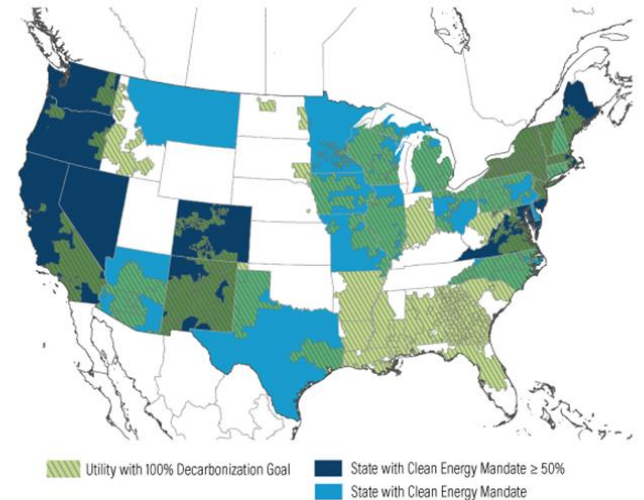 Utility with 100% Decarbonization Goal
State with Clean Energy Mandate ≥ 50%
State with Clean Energy Mandate